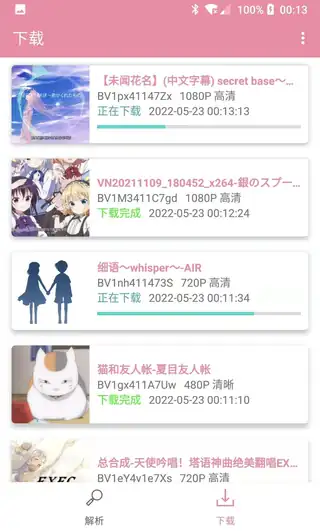 100% 00:13
下载
【未闻花名】(中文字幕) secret base～...
BV1px41147Zx 1080P 高清
正在下载 2022-05-23 00:13:13
VN20211109_180452_x264-銀のスプー...
BV1M3411C7gd 1080P 高清
下载完成 2022-05-23 00:12:24
细语～whisper～-AIR
BV1nh411473S 720P 高清
正在下载 2022-05-23 00:11:34
猫和友人帐-夏目友人帐
BV1gx411A7Uw 480P 清晰
下载完成 2022-05-23 00:11:10
总合成-天使吟唱！塔语神曲绝美翻唱EX...
BV1eY4y1e7Xs 720P 高清
EXEC
解析
下载